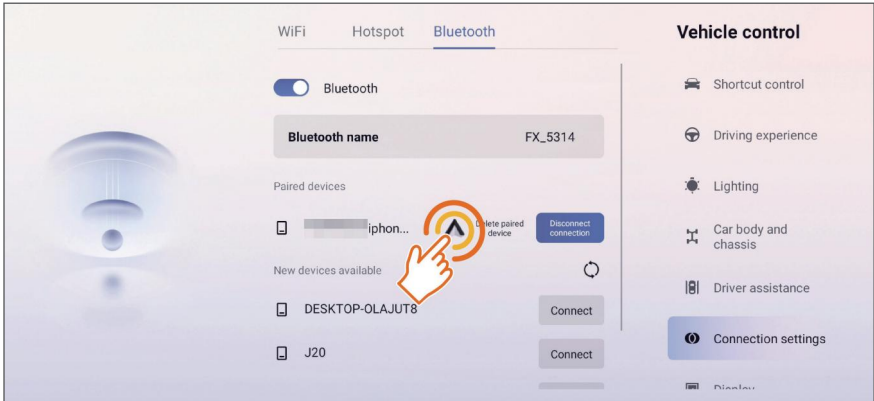 WiFi Hotspot Bluetooth
Bluetooth
Bluetooth name FX_5314
Paired devices
iphon...
Delete paired
device
Disconnect
connection
New devices available
DESKTOP-OLAJUT8
Connect
J20
Connect
Vehicle control
Shortcut control
Driving experience
Lighting
Car body and
chassis
Driver assistance
Connection settings
Display